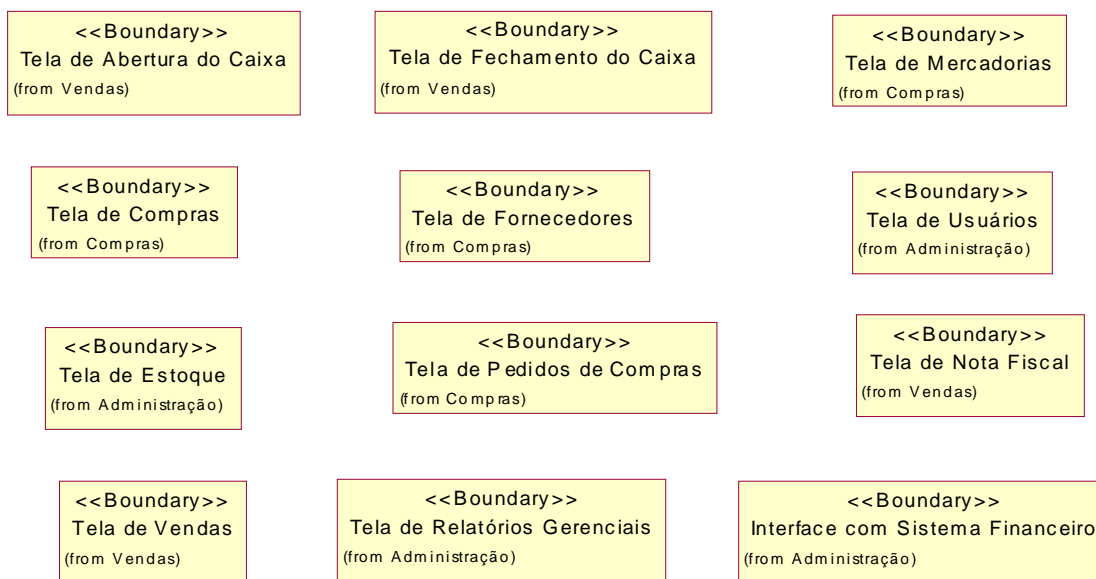 <<Boundary>>
Tela de Abertura do Caixa
(from Vendas)
<<Boundary>>
Tela de Fechamento do Caixa
(from Vendas)
<<Boundary>>
Tela de Mercadorias
(from Compras)
<<Boundary>>
Tela de Compras
(from Compras)
<<Boundary>>
Tela de Fornecedores
(from Compras)
<<Boundary>>
Tela de Usuários
(from Administração)
<<Boundary>>
Tela de Estoque
(from Administração)
<<Boundary>>
Tela de Pedidos de Compras
(from Compras)
<<Boundary>>
Tela de Nota Fiscal
(from Vendas)
<<Boundary>>
Tela de Vendas
(from Vendas)
<<Boundary>>
Tela de Relatórios Gerenciais
(from Administração)
<<Boundary>>
Interface com Sistema Financeiro
(from Administração)